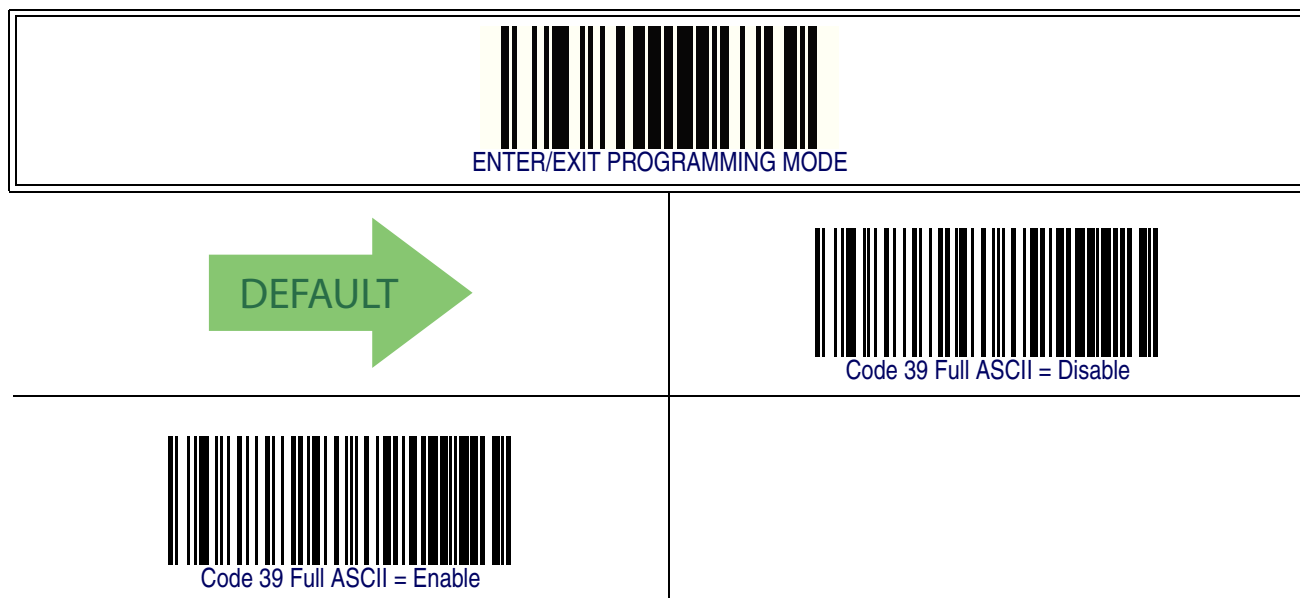 ENTER/EXIT PROGRAMMING MODE
DEFAULT
Code 39 Full ASCII = Disable
Code 39 Full ASCII = Enable